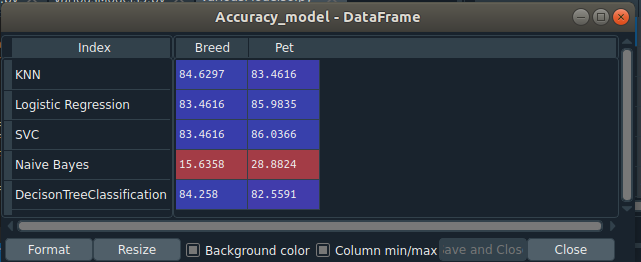 Accuracy_model - DataFrame
Index Breed Pet
KNN 84.6297 83.4616
Logistic Regression 83.4616 85.9835
SVC 83.4616 86.0366
Naive Bayes 15.6358 28.8824
DecisonTreeClassification 84.258 82.5591
Format Resize Background color Column min/max ave and Clos Close